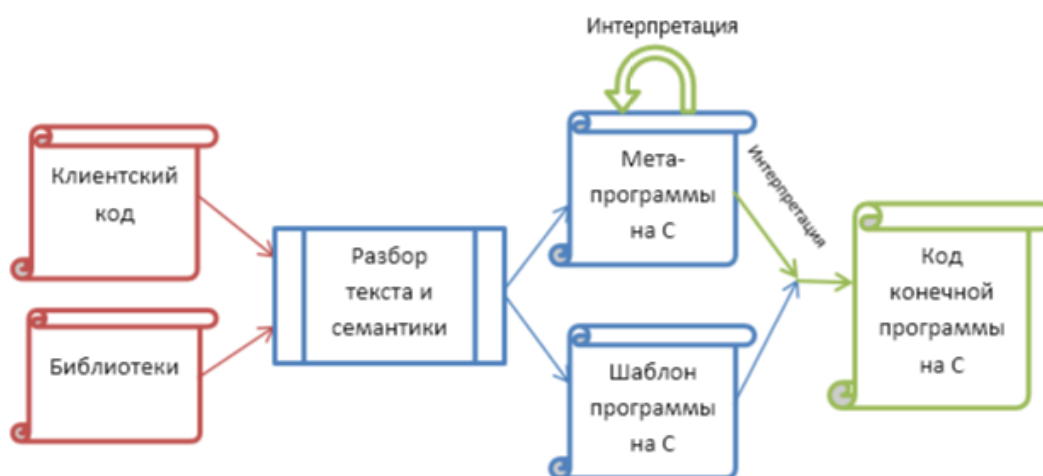 Интерпретация
Клиентский
код
Библиотеки
Разбор
текста и
семантики
Мета-
программы
на С
Интерпретация
Шаблон
программы
на С
Код
конечной
программы
на С